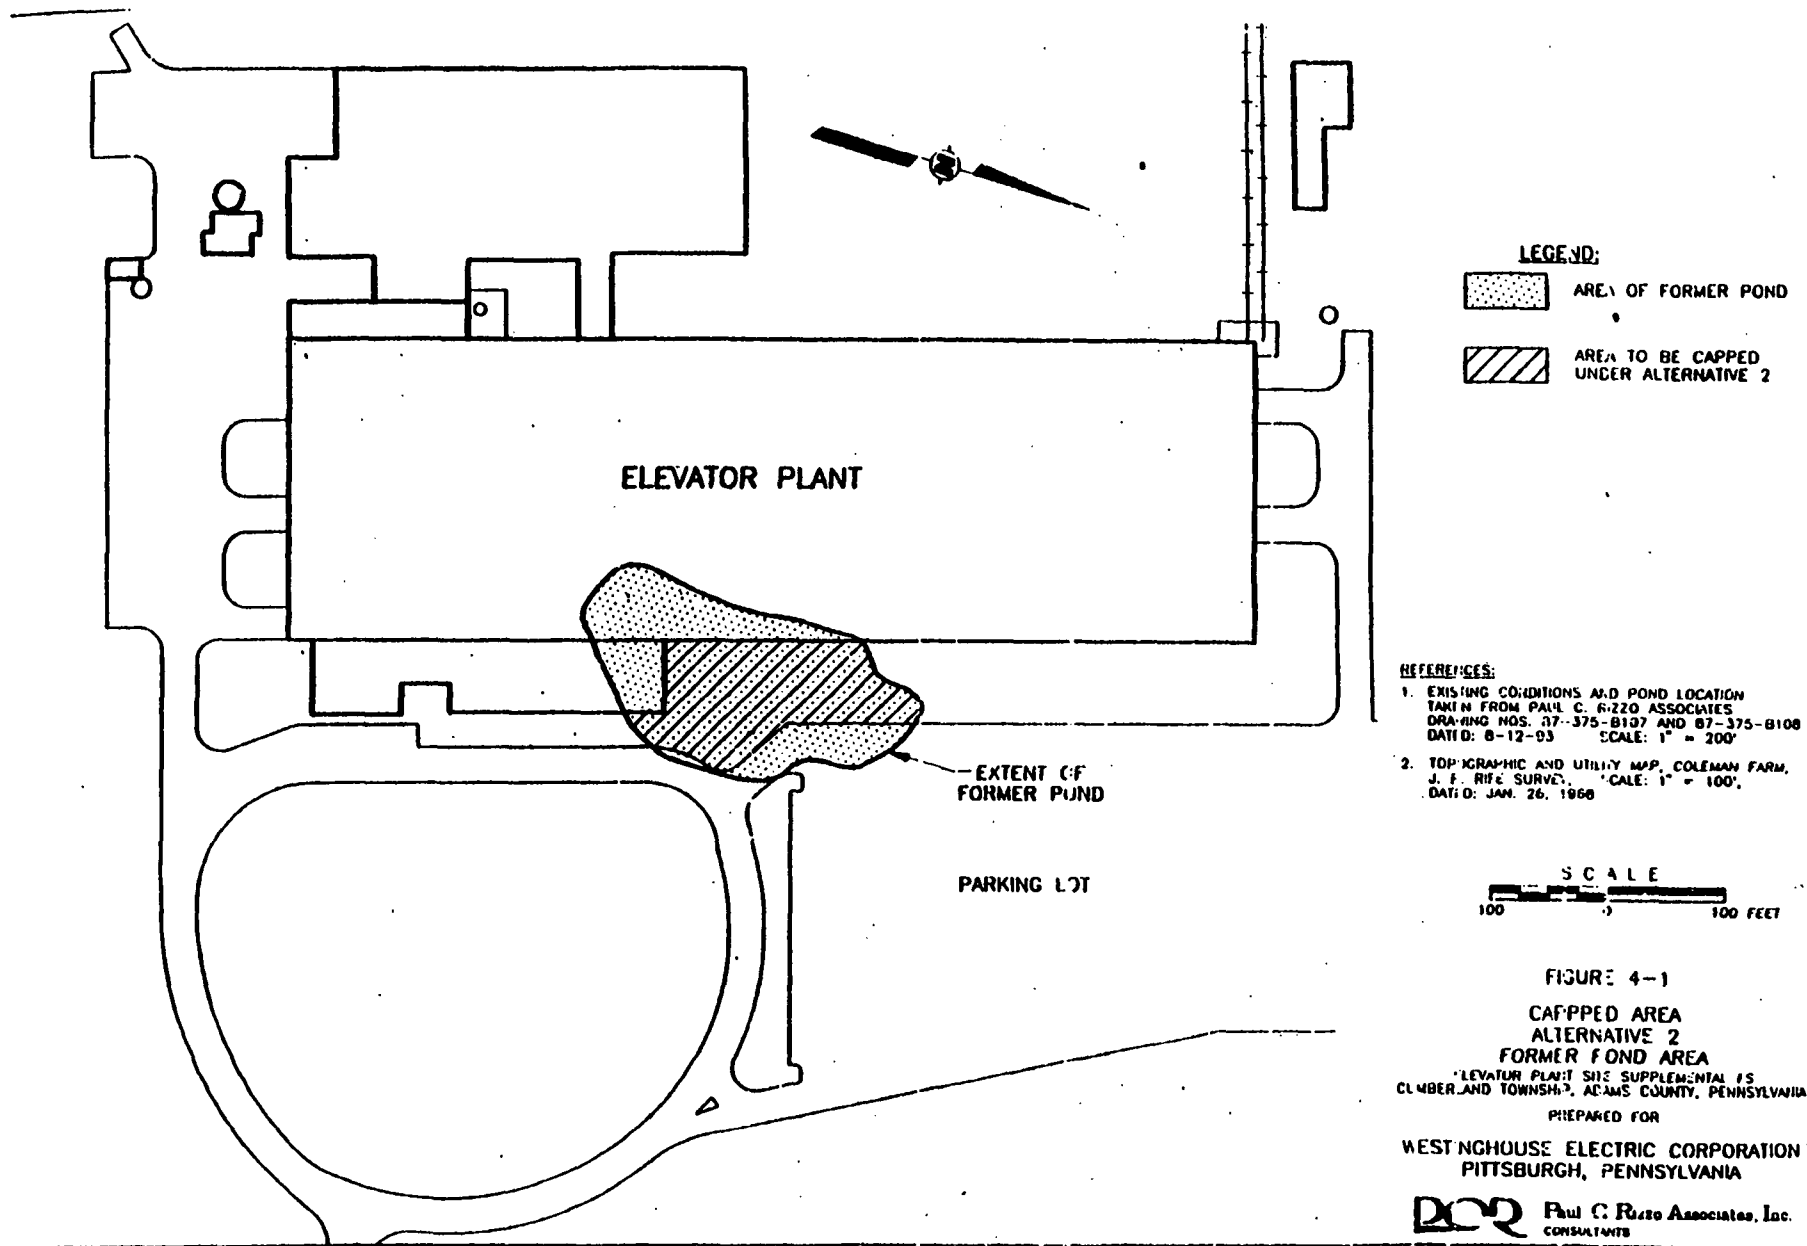 N
LEGEND:
AREA OF FORMER POND
AREA TO BE CAPPED
UNDER ALTERNATIVE 2
ELEVATOR PLANT
REFERENCES:
1. EXISTING CONDITIONS AND POND LOCATION
TAKEN FROM PAUL C. RIZZO ASSOCIATES
DRAWING NOS. 87-375-B107 AND 87-375-B108
DATED: 8-12-93 SCALE: 1" = 200'
2. TOPOGRAPHIC AND UTILITY MAP, COLEMAN FARM,
J. F. RIFE SURVEY, SCALE: 1" = 100',
DATED: JAN. 26, 1968
EXTENT OF
FORMER POND
PARKING LOT
SCALE
100 0 100 FEET
FIGURE 4-1
CAPPPED AREA
ALTERNATIVE 2
FORMER POND AREA
ELEVATOR PLANT SITE SUPPLEMENTAL FS
CUMBERLAND TOWNSHIP, ADAMS COUNTY, PENNSYLVANIA
PREPARED FOR
WESTINGHOUSE ELECTRIC CORPORATION
PITTSBURGH, PENNSYLVANIA
Paul C. Rizzo Associates, Inc.
CONSULTANTS